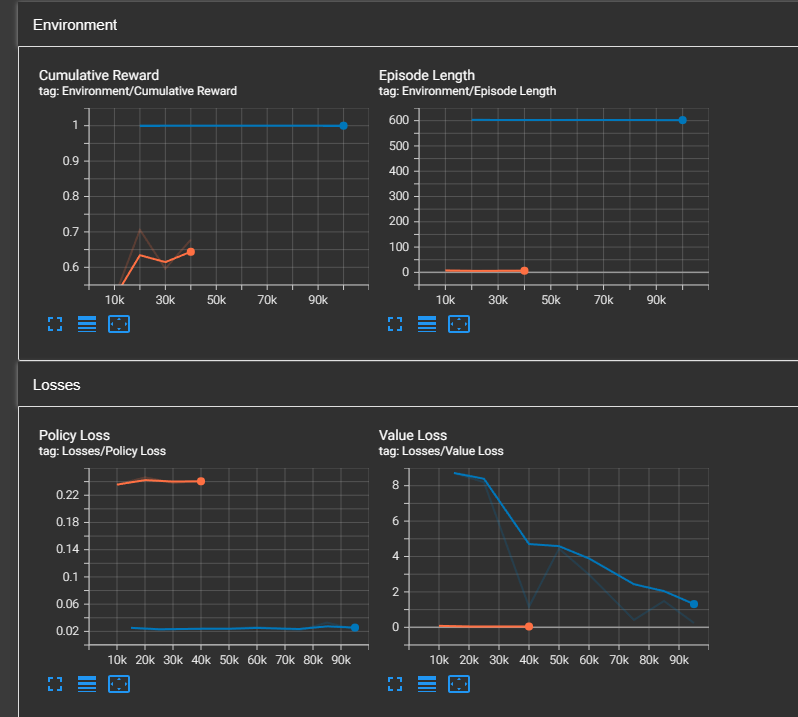 Environment
Cumulative Reward
tag: Environment/Cumulative Reward
1
0.9
0.8
0.7
0.6
10k 30k 50k 70k 90k
Episode Length
tag: Environment/Episode Length
600
500
400
300
200
100
0
10k 30k 50k 70k 90k
Losses
Policy Loss
tag: Losses/Policy Loss
0.22
0.18
0.14
0.1
0.06
0.02
10k 20k 30k 40k 50k 60k 70k 80k 90k
Value Loss
tag: Losses/Value Loss
8
6
4
2
0
10k 20k 30k 40k 50k 60k 70k 80k 90k